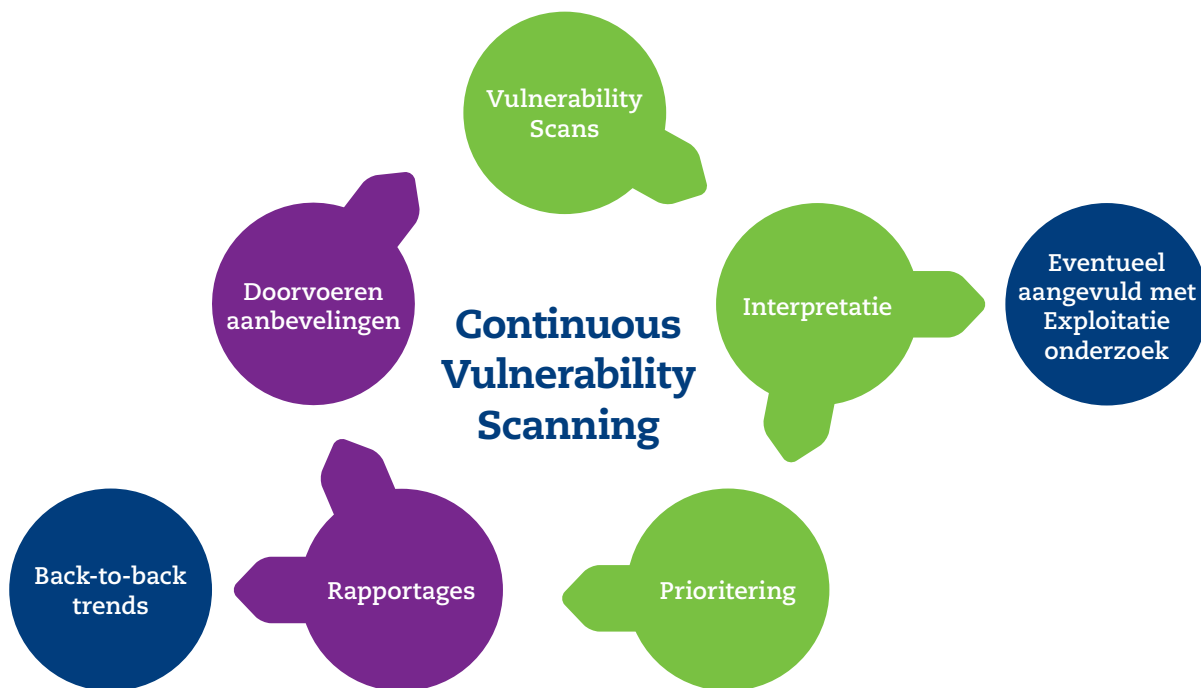 Vulnerability
Scans
Doorvoeren
aanbevelingen
Continuous
Vulnerability
Scanning
Interpretatie
Eventueel
aangevuld met
Exploitatie
onderzoek
Back-to-back
trends
Rapportages
Prioritering